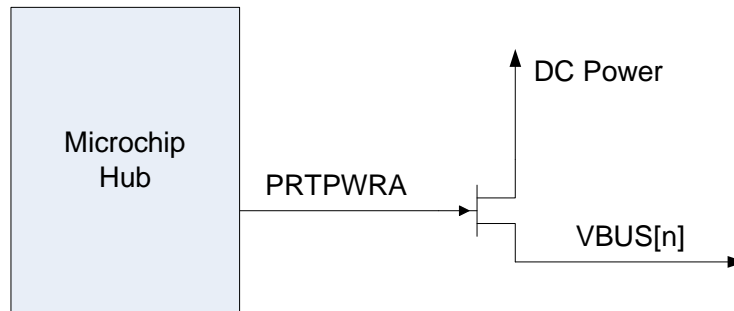 Microchip
Hub
PRTPWRA
DC Power
VBUS[n]